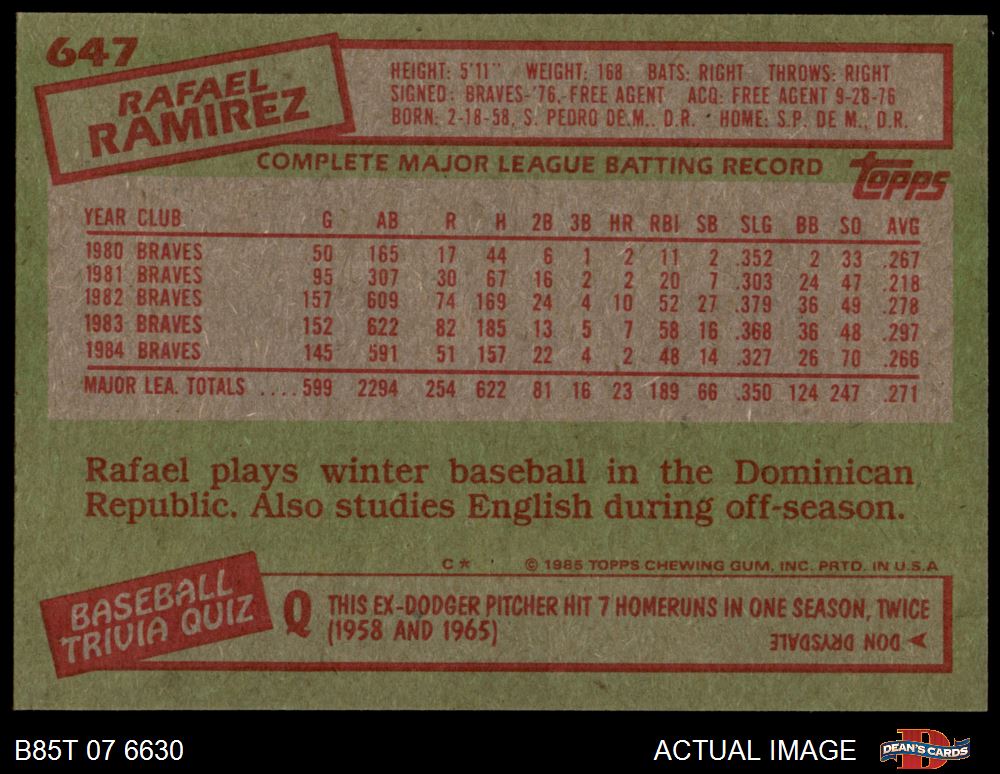 647
RAFAEL
RAMIREZ
HEIGHT: 5'11" WEIGHT: 168 BATS: RIGHT THROWS: RIGHT
SIGNED: BRAVES-'76,-FREE AGENT ACQ: FREE AGENT 9-28-76
BORN: 2-18-58, S. PEDRO DE M., D.R. HOME: S.P. DE M., D.R.
COMPLETE MAJOR LEAGUE BATTING RECORD
topps
YEAR CLUB G AB R H 2B 3B HR RBI SB SLG BB SO AVG
1980 BRAVES 50 165 17 44 6 1 2 11 2 .352 2 33 .267
1981 BRAVES 95 307 30 67 16 2 2 20 7 .303 24 47 .218
1982 BRAVES 157 609 74 169 24 4 10 52 27 .379 36 49 .278
1983 BRAVES 152 622 82 185 13 5 7 58 16 .368 36 48 .297
1984 BRAVES 145 591 51 157 22 4 2 48 14 .327 26 70 .266
MAJOR LEA. TOTALS ....599 2294 254 622 81 16 23 189 66 .350 124 247 .271
Rafael plays winter baseball in the Dominican
Republic. Also studies English during off-season.
C* © 1985 TOPPS CHEWING GUM, INC. PRTD. IN U.S.A
BASEBALL
TRIVIA QUIZ
Q THIS EX-DODGER PITCHER HIT 7 HOMERUNS IN ONE SEASON, TWICE
(1958 AND 1965)
DON DRYSDALE
B85T 07 6630
ACTUAL IMAGE
D
DEAN'S CARDS